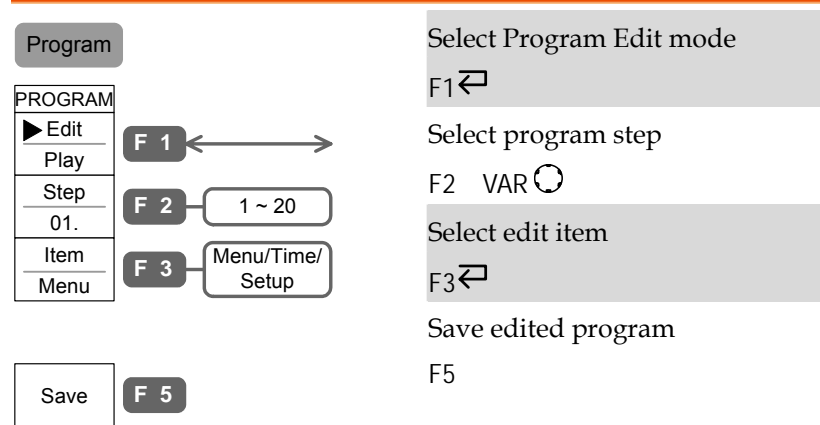 Program
PROGRAM
Edit
Play
F 1
Step
01.
F 2
1 ~ 20
Item
Menu
F 3
Menu/Time/
Setup
Save
F 5
Select Program Edit mode
F1
Select program step
F2 VAR
Select edit item
F3
Save edited program
F5